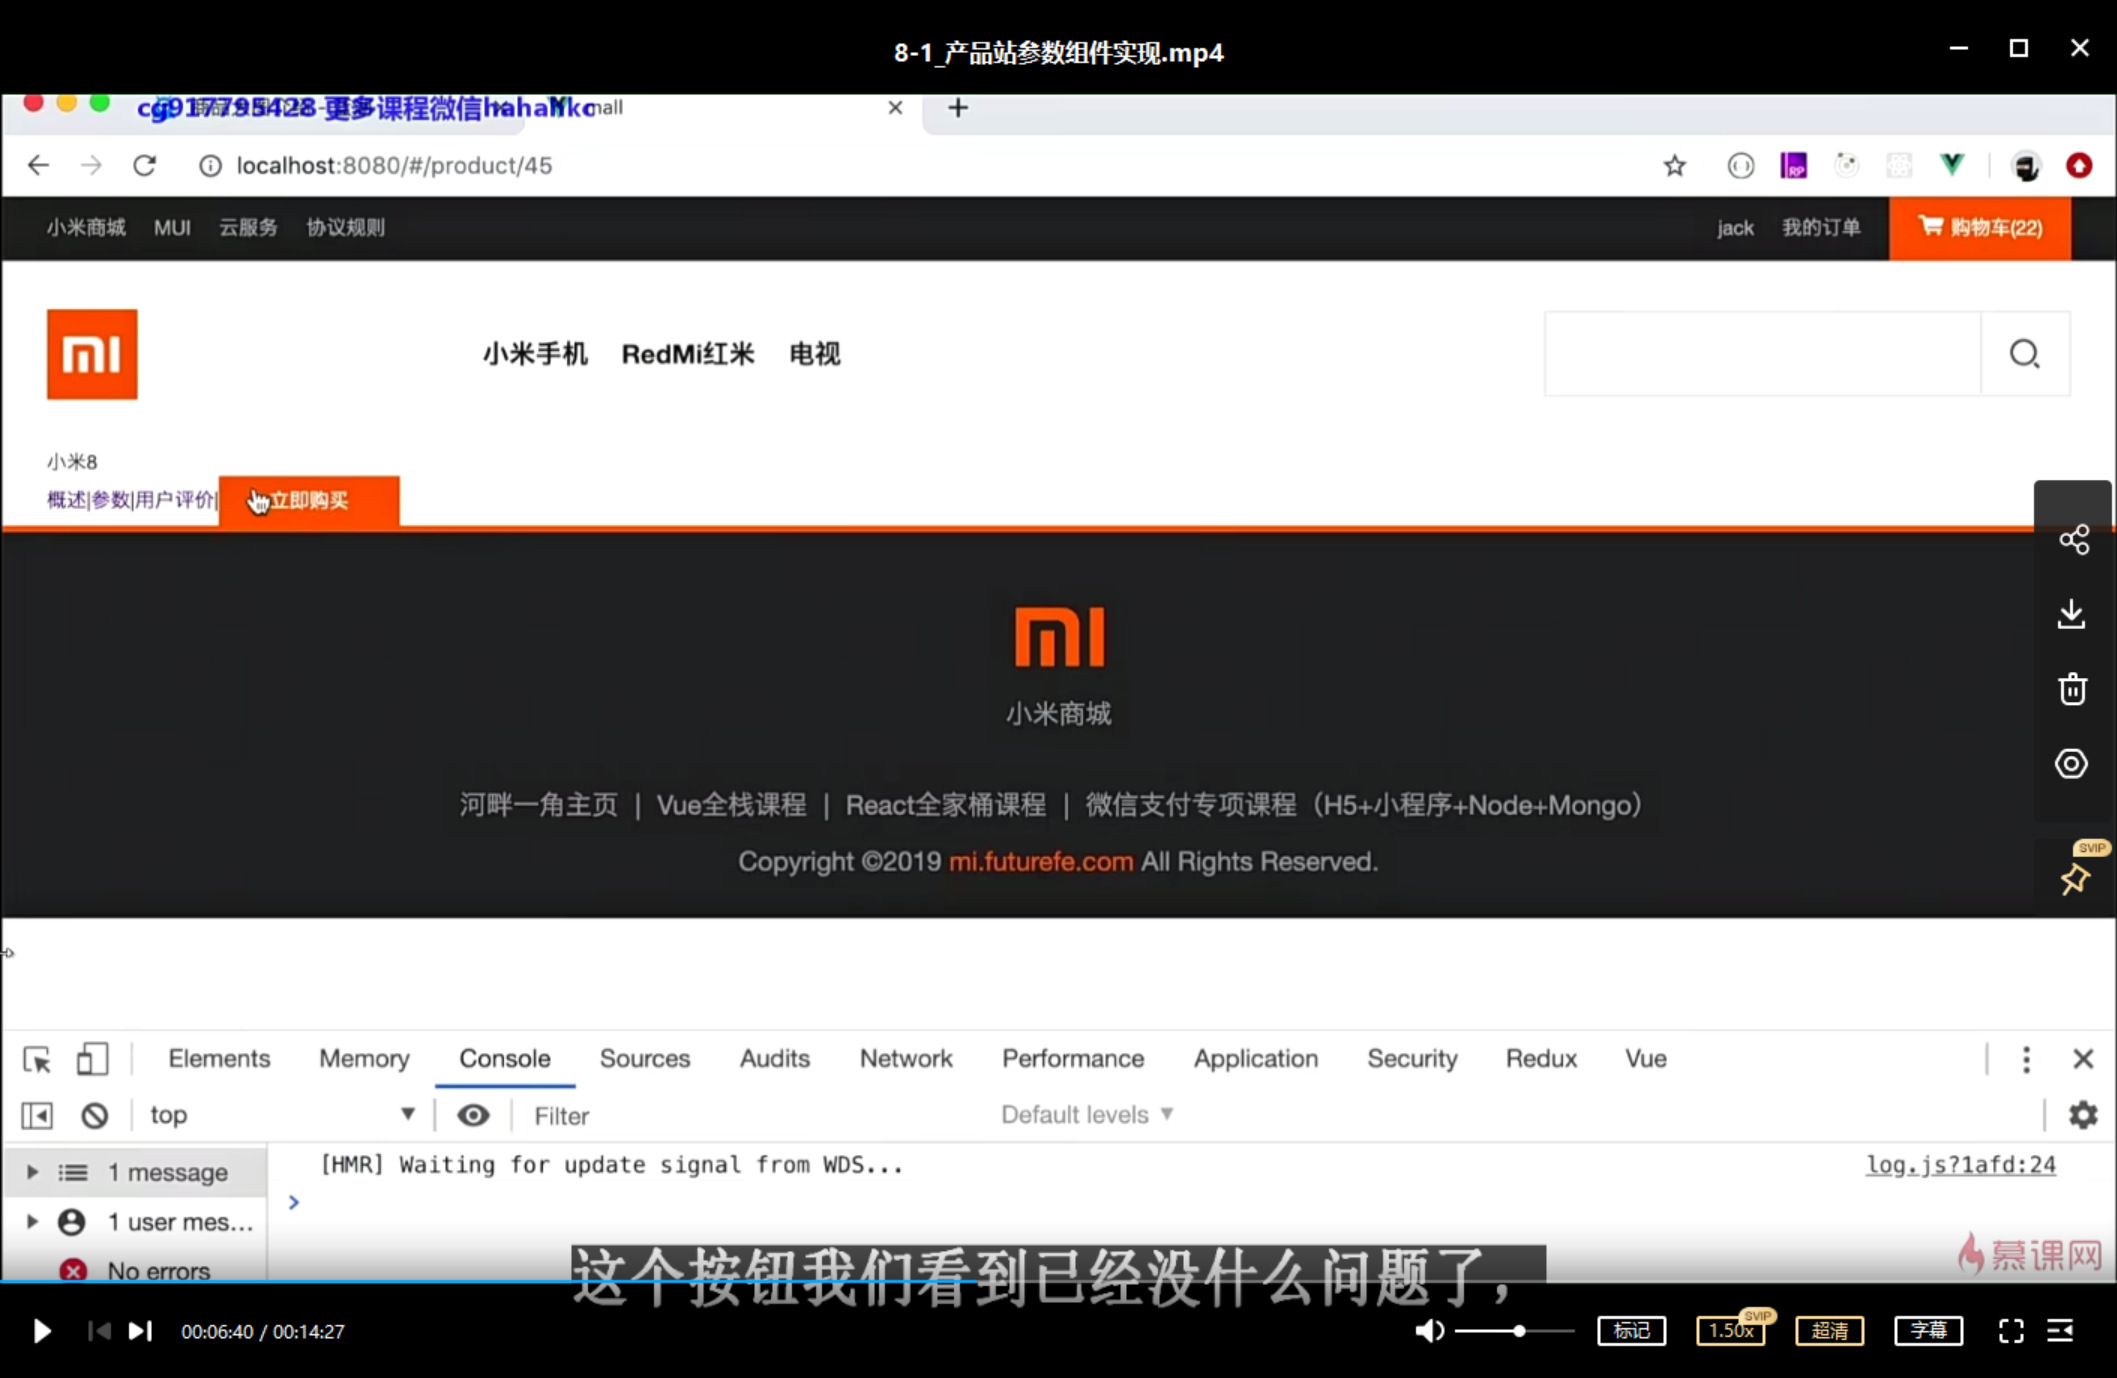 8-1_产品站参数组件实现.mp4
cg917795428 更多课程微信hahalfkc mall
localhost:8080/#/product/45
小米商城 MUI 云服务 协议规则 jack 我的订单 购物车(22)
小米手机 RedMi红米 电视
小米8
概述|参数|用户评价| 立即购买
小米商城
河畔一角主页 | Vue全栈课程 | React全家桶课程 | 微信支付专项课程（H5+小程序+Node+Mongo）
SVIP
Copyright ©2019 mi.futurefe.com All Rights Reserved.
Elements Memory Console Sources Audits Network Performance Application Security Redux Vue
top Filter Default levels
1 message [HMR] Waiting for update signal from WDS... log.js?1afd:24
1 user mes...
No errors
慕课网
这个按钮我们看到已经没什么问题了，
00:06:40 / 00:14:27 标记 1.50x SVIP 超清 字幕